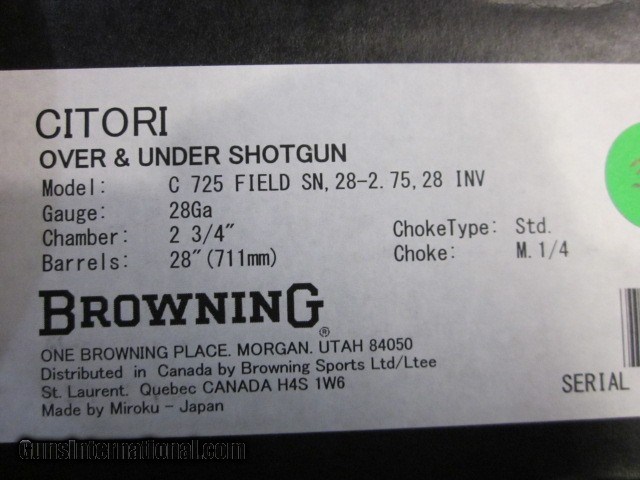 CITORI
OVER & UNDER SHOTGUN
Model: C 725 FIELD SN, 28-2.75, 28 INV
Gauge: 28Ga
Chamber: 2 3/4" ChokeType: Std.
Barrels: 28"(711mm) Choke: M.1/4
BROWNING®
ONE BROWNING PLACE. MORGAN. UTAH 84050
Distributed in Canada by Browning Sports Ltd/Ltee
St. Laurent. Quebec CANADA H4S 1W6
Made by Miroku - Japan
SERIAL
GunsInternational.com